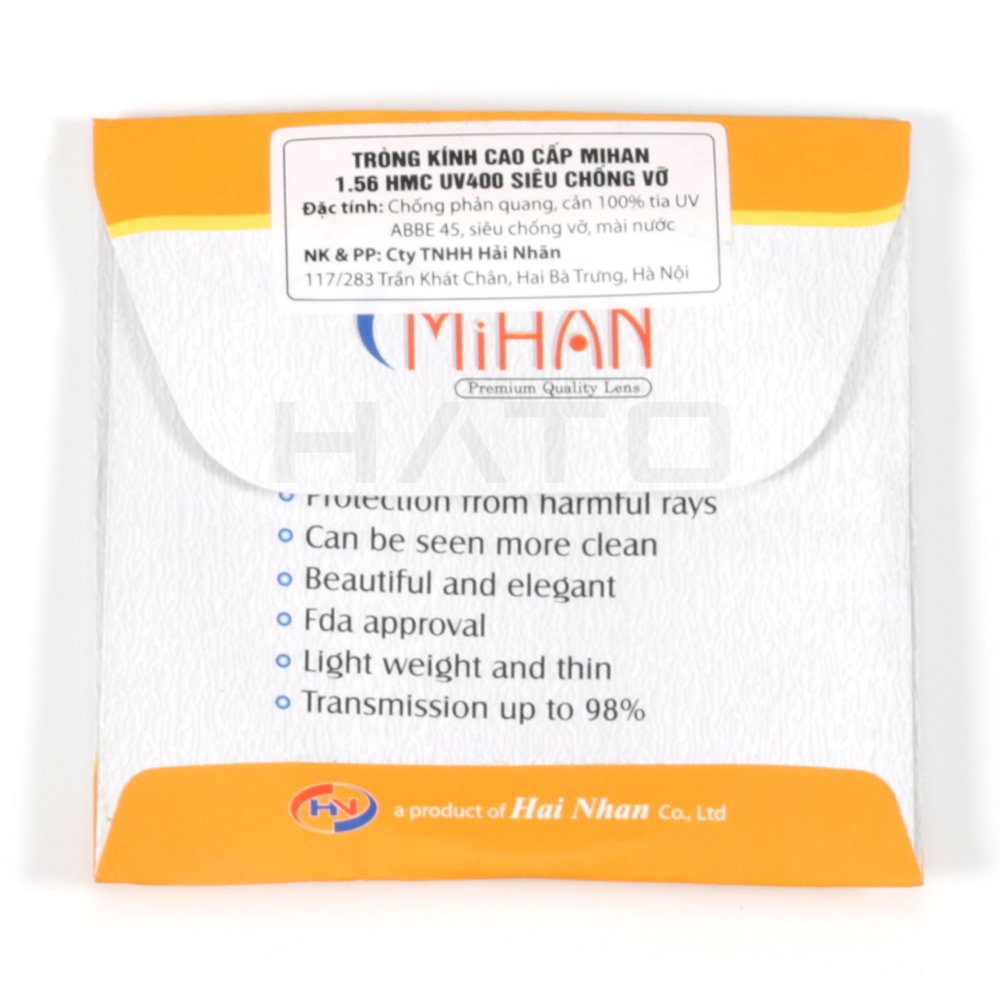 TRÒNG KÍNH CAO CẤP MIHAN
1.56 HMC UV400 SIÊU CHỐNG VỠ
Đặc tính: Chống phản quang, cản 100% tia UV
ABBE 45, siêu chống vỡ, mài nước
NK & PP: Cty TNHH Hải Nhãn
117/283 Trần Khát Chân, Hai Bà Trưng, Hà Nội
MiHAN
Premium Quality Lens
HATO
Protection from harmful rays
Can be seen more clean
Beautiful and elegant
Fda approval
Light weight and thin
Transmission up to 98%
HN a product of Hai Nhan Co., Ltd